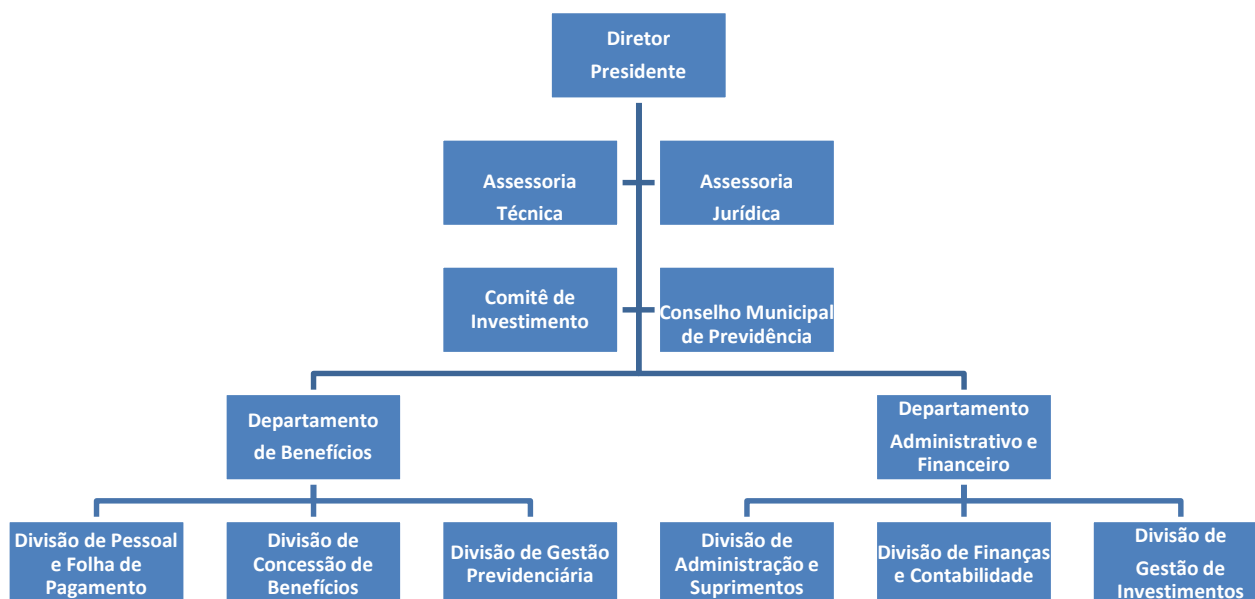 Diretor
Presidente
Assessoria
Técnica
Assessoria
Jurídica
Comitê de
Investimento
Conselho Municipal
de Previdência
Departamento
de Benefícios
Departamento
Administrativo e
Financeiro
Divisão de Pessoal
e Folha de
Pagamento
Divisão de
Concessão de
Benefícios
Divisão de Gestão
Previdenciária
Divisão de
Administração e
Suprimentos
Divisão de Finanças
e Contabilidade
Divisão de
Gestão de
Investimentos